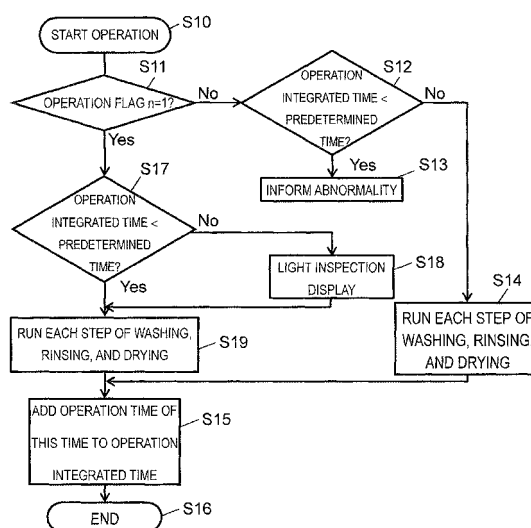 START OPERATION
S10
S11
OPERATION FLAG n=1?
No
Yes
S12
OPERATION
INTEGRATED TIME <
PREDETERMINED
TIME?
No
Yes
S13
INFORM ABNORMALITY
S17
OPERATION
INTEGRATED TIME <
PREDETERMINED
TIME?
No
Yes
LIGHT INSPECTION
DISPLAY
S18
S14
RUN EACH STEP OF
WASHING, RINSING,
AND DRYING
RUN EACH STEP OF WASHING,
RINSING, AND DRYING
S19
ADD OPERATION TIME OF
THIS TIME TO OPERATION
INTEGRATED TIME
S15
END
S16